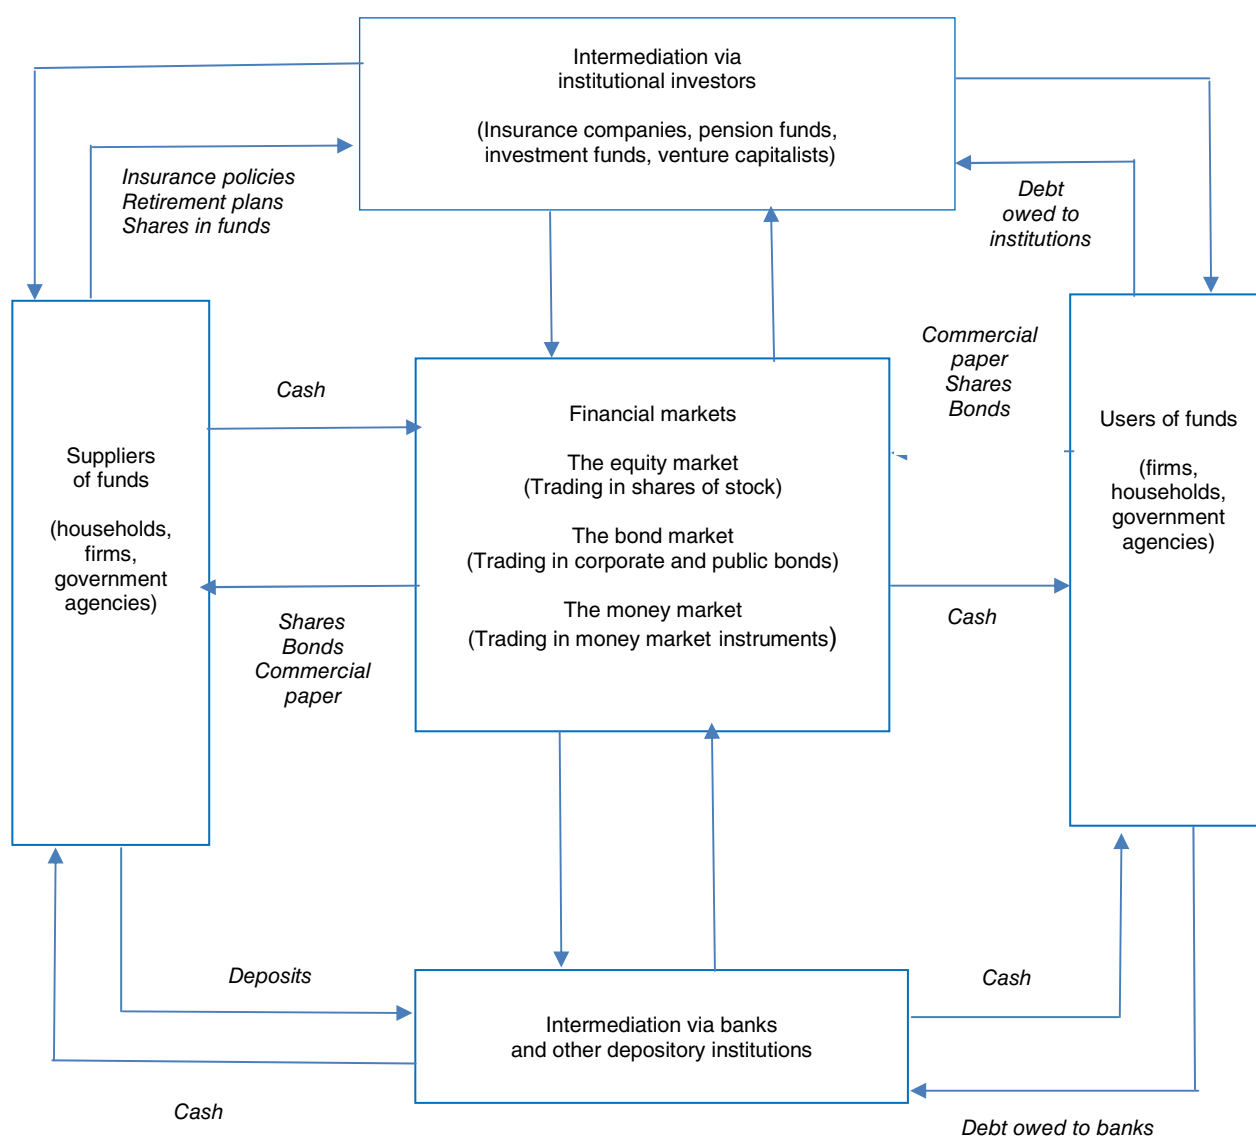 Intermediation via
institutional investors
(Insurance companies, pension funds,
investment funds, venture capitalists)
Insurance policies
Retirement plans
Shares in funds
Debt
owed to
institutions
Commercial
paper
Shares
Bonds
Cash
Financial markets
The equity market
(Trading in shares of stock)
The bond market
(Trading in corporate and public bonds)
The money market
(Trading in money market instruments)
Suppliers
of funds
(households,
firms,
government
agencies)
Users of funds
(firms,
households,
government
agencies)
Shares
Bonds
Commercial
paper
Cash
Deposits
Cash
Intermediation via banks
and other depository institutions
Cash
Debt owed to banks